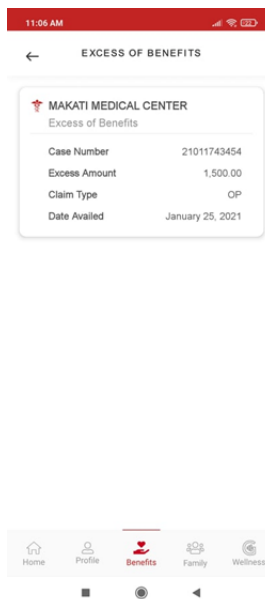 11:06 AM
EXCESS OF BENEFITS
MAKATI MEDICAL CENTER
Excess of Benefits
Case Number 21011743454
Excess Amount 1,500.00
Claim Type OP
Date Availed January 25, 2021
Home Profile Benefits Family Wellness